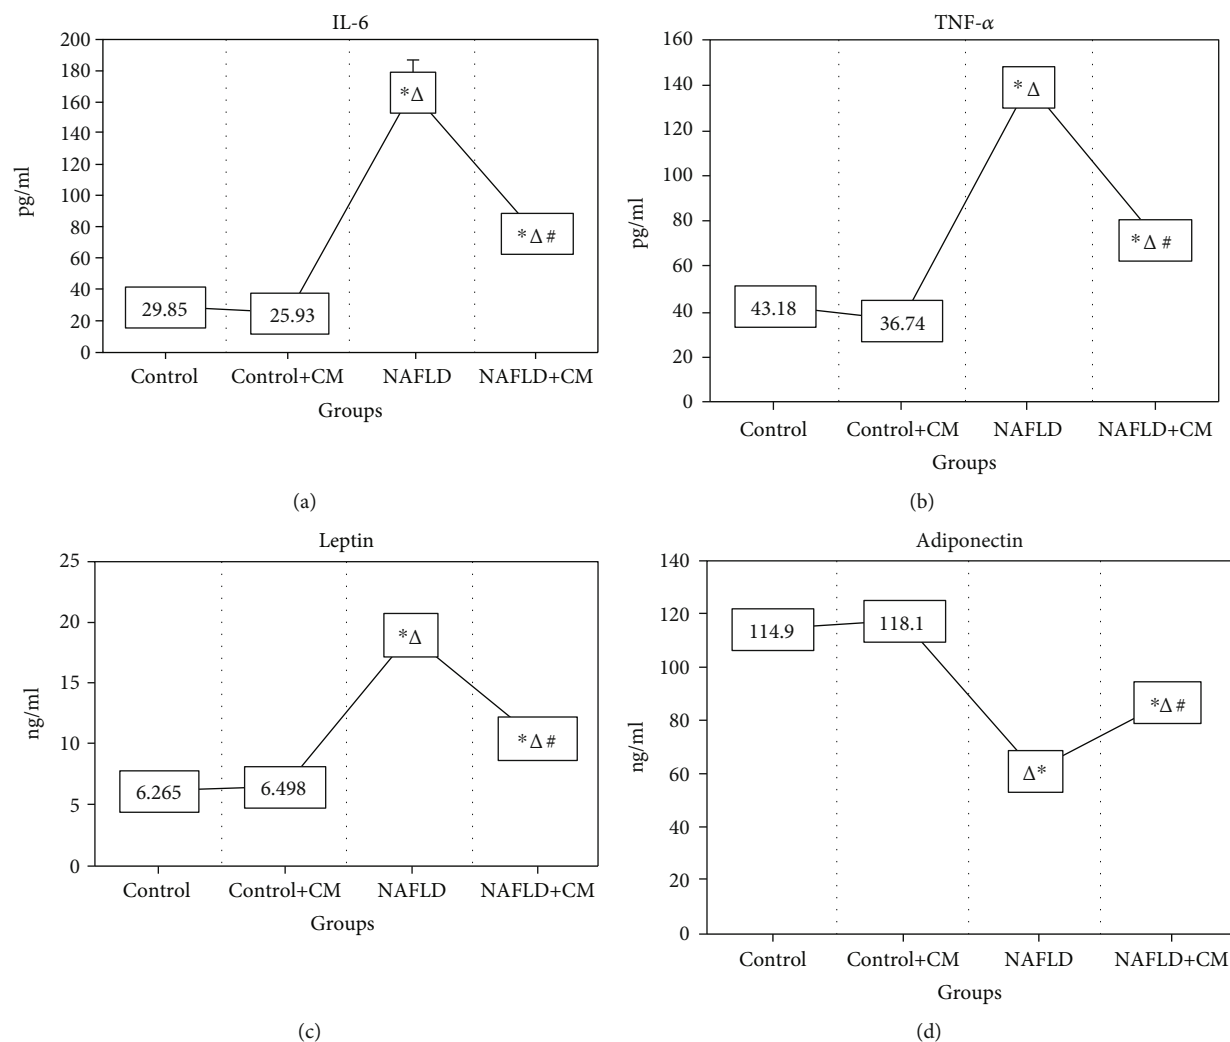 IL-6
200
180
160
140
120
100
80
60
40
20
0
pg/ml
*Δ
*Δ#
29.85
25.93
Control
Control+CM
NAFLD
NAFLD+CM
Groups
(a)
TNF-α
160
140
120
100
80
60
40
20
0
pg/ml
*Δ
*Δ#
43.18
36.74
Control
Control+CM
NAFLD
NAFLD+CM
Groups
(b)
Leptin
25
20
15
10
5
0
ng/ml
*Δ
*Δ#
6.265
6.498
Control
Control+CM
NAFLD
NAFLD+CM
Groups
(c)
Adiponectin
140
120
100
80
60
40
20
0
ng/ml
114.9
118.1
Δ*
*Δ#
Control
Control+CM
NAFLD
NAFLD+CM
Groups
(d)